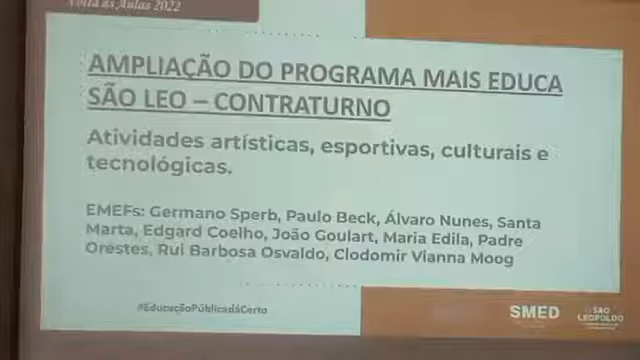 Volta às Aulas 2022
AMPLIAÇÃO DO PROGRAMA MAIS EDUCA
SÃO LEO – CONTRATURNO
Atividades artísticas, esportivas, culturais e
tecnológicas.
EMEFs: Germano Sperb, Paulo Beck, Álvaro Nunes, Santa
Marta, Edgard Coelho, João Goulart, Maria Edila, Padre
Orestes, Rui Barbosa Osvaldo, Clodomir Vianna Moog
#EducaçãoPúblicadáCerto
SMED
SÃO
LEOPOLDO